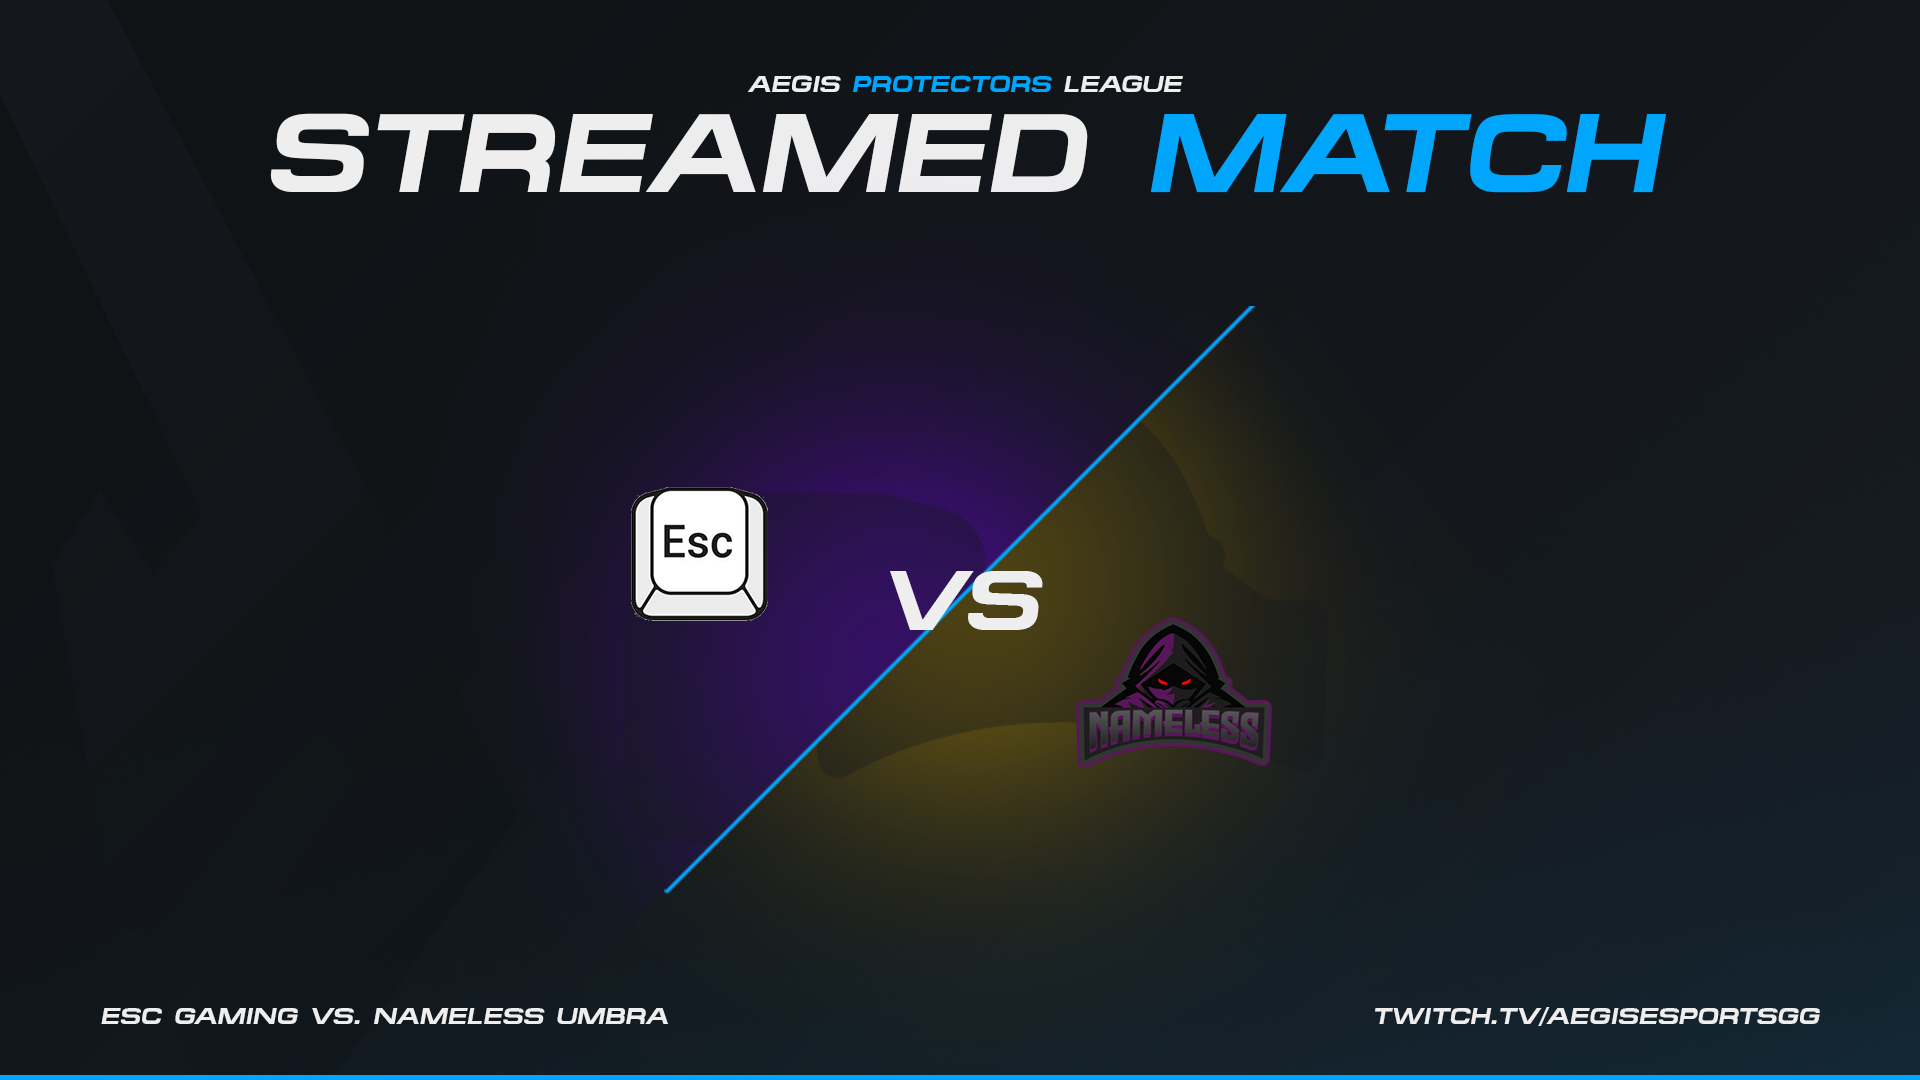 AEGIS PROTECTORS LEAGUE
STREAMED MATCH
Esc
VS
NAMELESS
ESC GAMING VS. NAMELESS UMBRA
TWITCH.TV/AEGISESPORTSGG